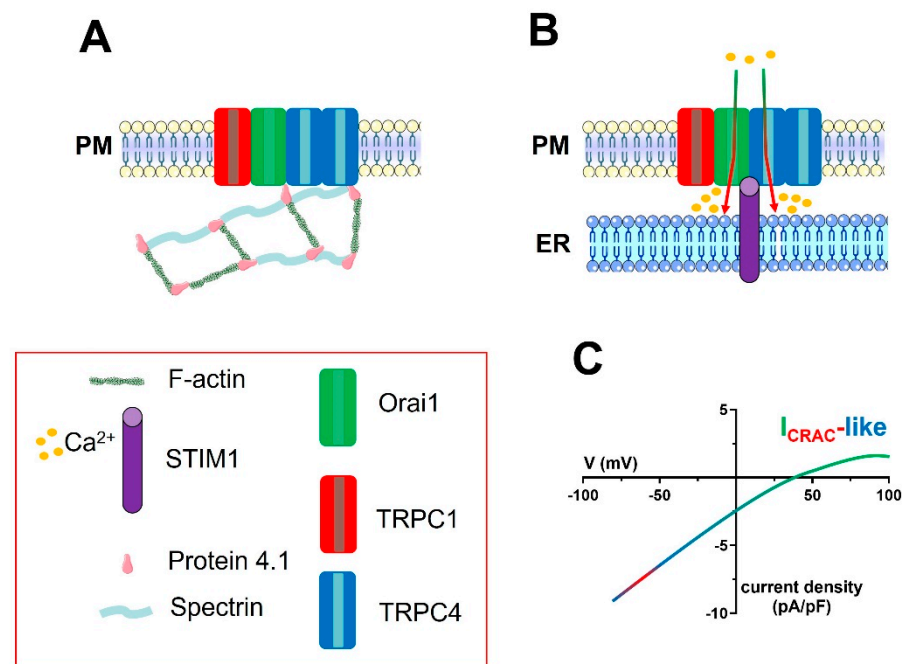 A
B
PM
PM
ER
F-actin
Ca²⁺
STIM1
Protein 4.1
Spectrin
Orai1
TRPC1
TRPC4
C
5
I_CRAC-like
V (mV)
-100
-50
50
100
-5
-10
current density
(pA/pF)